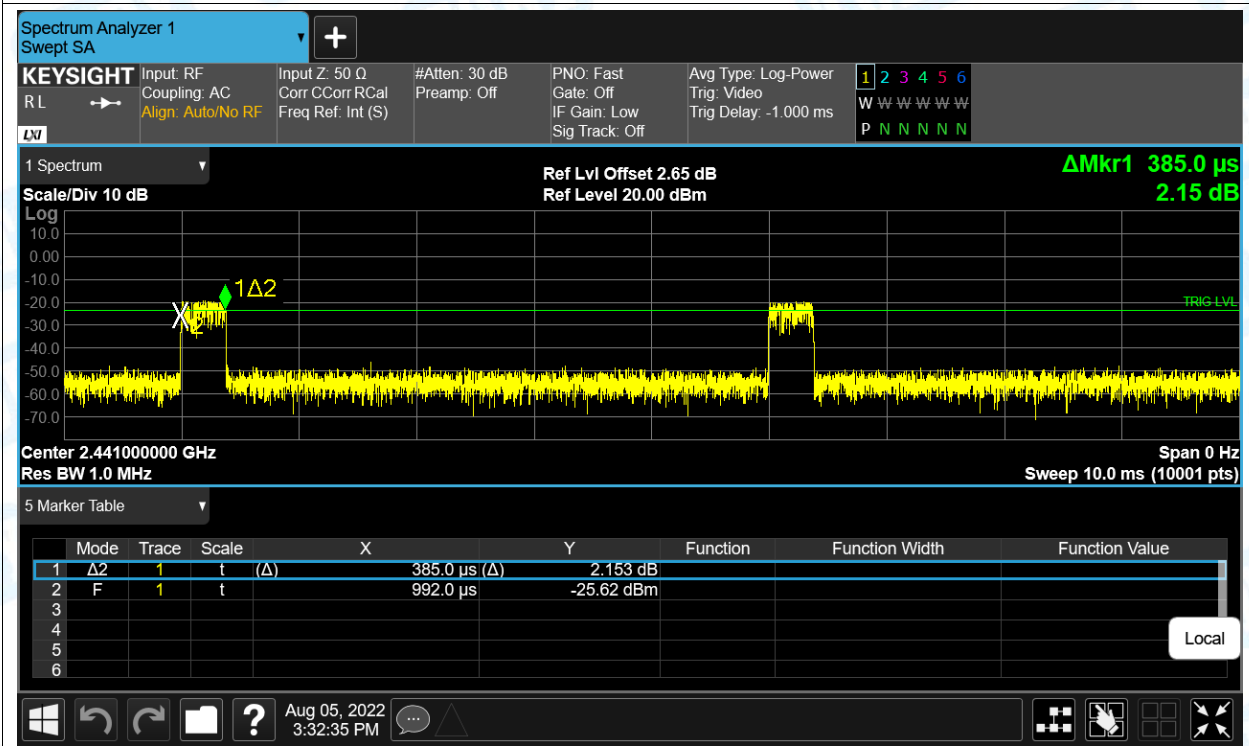 Spectrum Analyzer 1
Swept SA
KEYSIGHT
R L
LXI
Input: RF
Coupling: AC
Align: Auto/No RF
Input Z: 50 Ω
Corr CCorr RCal
Freq Ref: Int (S)
#Atten: 30 dB
Preamp: Off
PNO: Fast
Gate: Off
IF Gain: Low
Sig Track: Off
Avg Type: Log-Power
Trig: Video
Trig Delay: -1.000 ms
1 2 3 4 5 6
W W W W W W
P N N N N N
1 Spectrum
Scale/Div 10 dB
Ref Lvl Offset 2.65 dB
Ref Level 20.00 dBm
ΔMkr1 385.0 µs
2.15 dB
Log
10.0
0.00
-10.0
-20.0
-30.0
-40.0
-50.0
-60.0
-70.0
1Δ2
2
TRIG LVL
Center 2.441000000 GHz
Res BW 1.0 MHz
Span 0 Hz
Sweep 10.0 ms (10001 pts)
5 Marker Table
Mode Trace Scale X Y Function Function Width Function Value
1 Δ2 1 t (Δ) 385.0 µs (Δ) 2.153 dB
2 F 1 t 992.0 µs -25.62 dBm
3
4
5
6
Local
?
Aug 05, 2022
3:32:35 PM